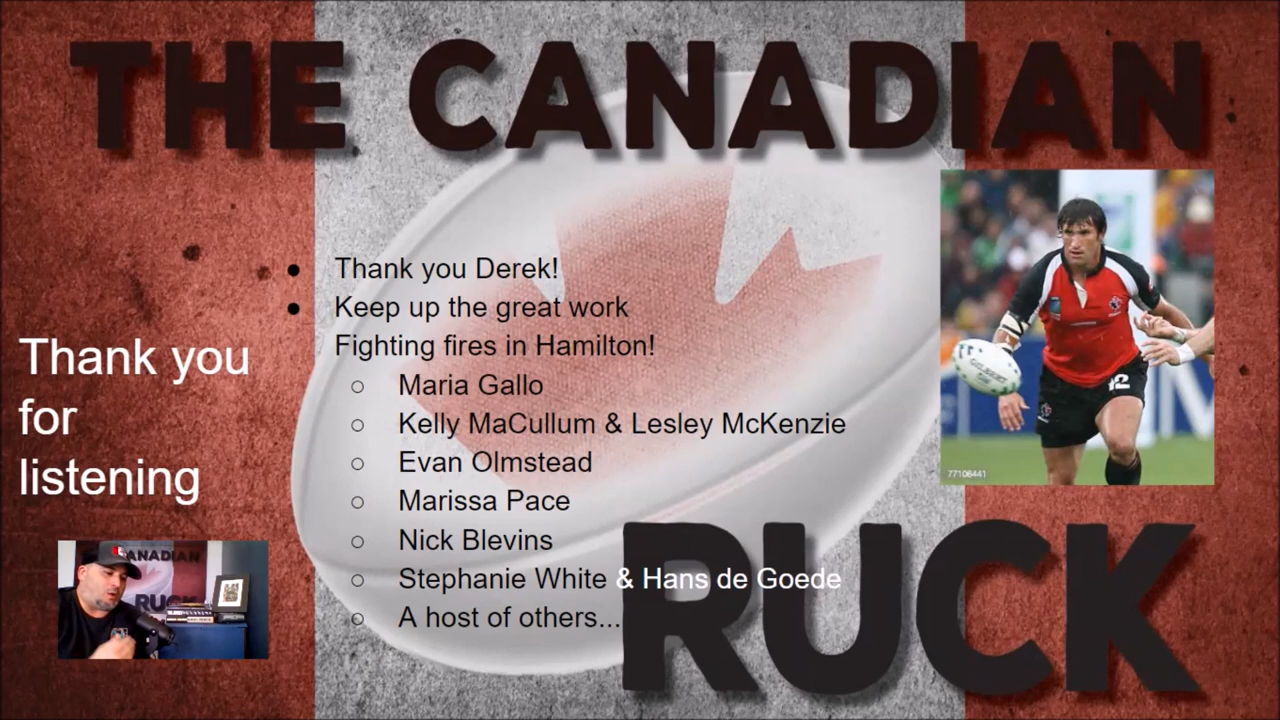 THE CANADIAN
Thank you Derek!
Keep up the great work
Fighting fires in Hamilton!
Maria Gallo
Kelly MaCullum & Lesley McKenzie
Evan Olmstead
Marissa Pace
Nick Blevins
Stephanie White & Hans de Goede
A host of others...
Thank you
for
listening
RUCK
12
77106441
CANADIAN
RUCK